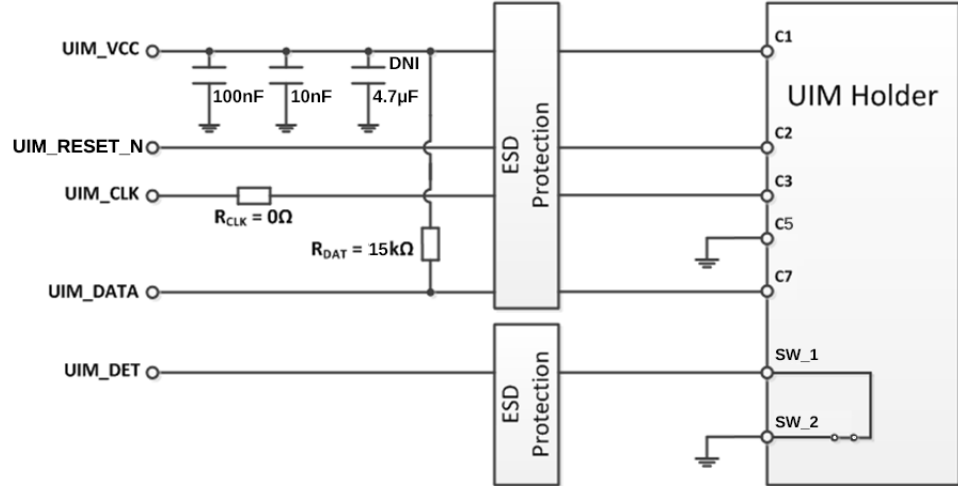 UIM_VCC
DNI
100nF
10nF
4.7µF
UIM_RESET_N
UIM_CLK
R_CLK = 0Ω
R_DAT = 15kΩ
UIM_DATA
UIM_DET
ESD
Protection
ESD
Protection
UIM Holder
C1
C2
C3
C5
C7
SW_1
SW_2